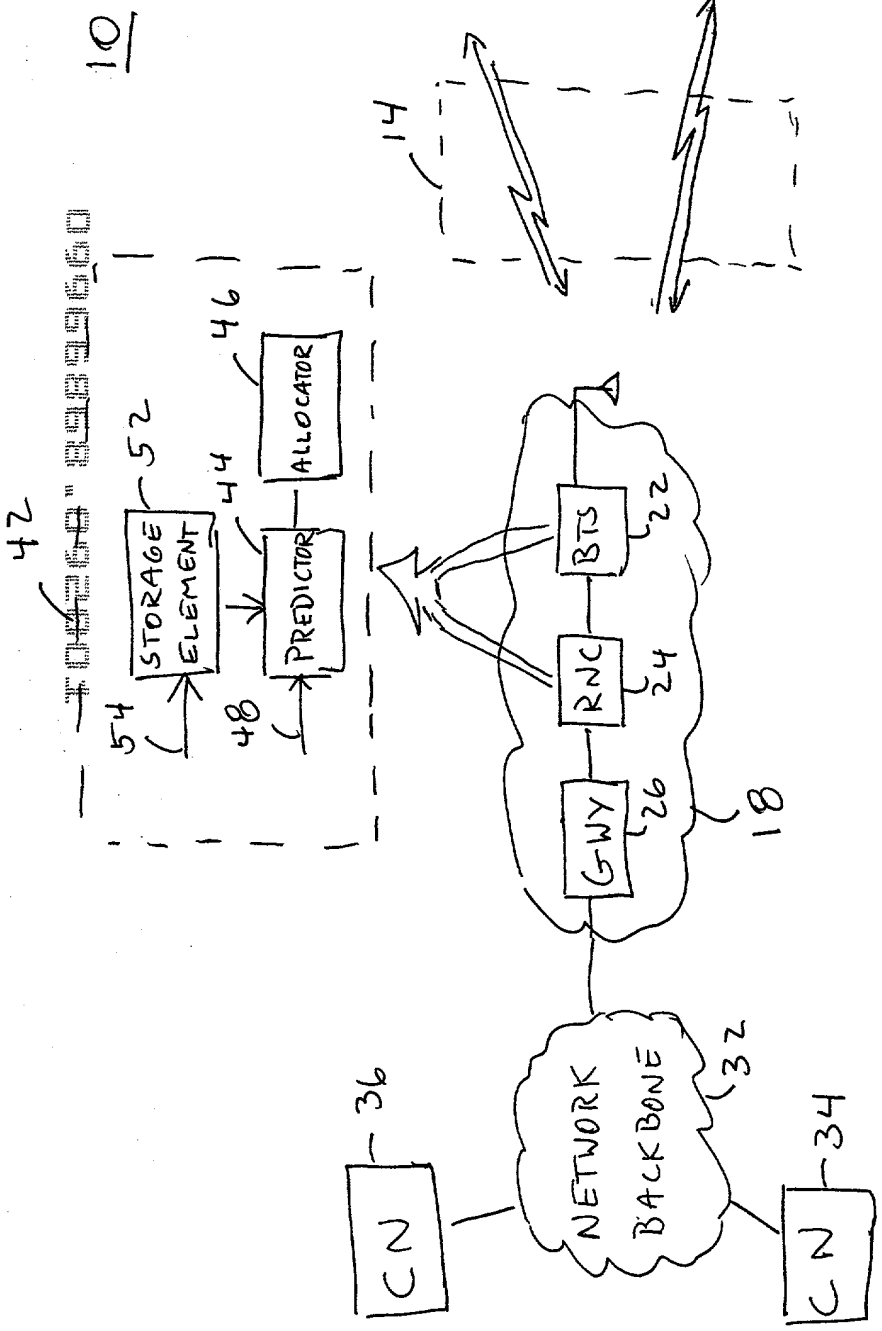 10
42
54
STORAGE
ELEMENT
52
48
44
PREDICTOR
46
ALLOCATOR
14
BTS
22
RNC
24
GWY
26
18
NETWORK
BACKBONE
32
CN
36
CN
34